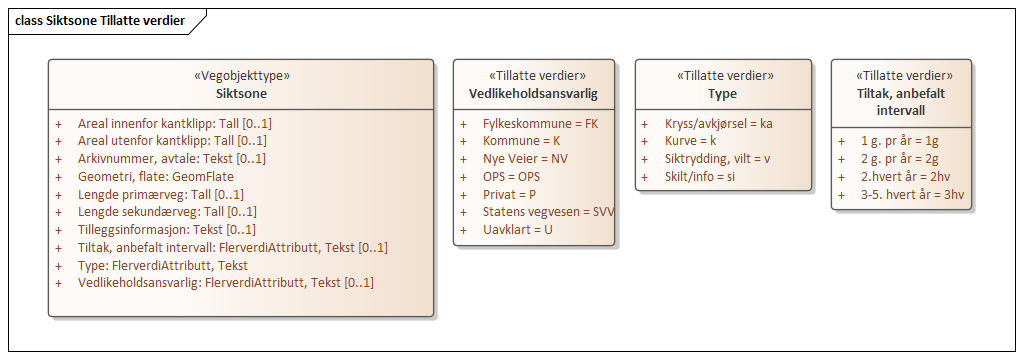 class Siktsone Tillatte verdier
«Vegobjekttype»
Siktsone
+ Areal innenfor kantklipp: Tall [0..1]
+ Areal utenfor kantklipp: Tall [0..1]
+ Arkivnummer, avtale: Tekst [0..1]
+ Geometri, flate: GeomFlate
+ Lengde primærveg: Tall [0..1]
+ Lengde sekundærveg: Tall [0..1]
+ Tilleggsinformasjon: Tekst [0..1]
+ Tiltak, anbefalt intervall: FlerverdiAttributt, Tekst [0..1]
+ Type: FlerverdiAttributt, Tekst
+ Vedlikeholdsansvarlig: FlerverdiAttributt, Tekst [0..1]
«Tillatte verdier»
Vedlikeholdsansvarlig
+ Fylkeskommune = FK
+ Kommune = K
+ Nye Veier = NV
+ OPS = OPS
+ Privat = P
+ Statens vegvesen = SVV
+ Uavklart = U
«Tillatte verdier»
Type
+ Kryss/avkjørsel = ka
+ Kurve = k
+ Siktrydding, vilt = v
+ Skilt/info = si
«Tillatte verdier»
Tiltak, anbefalt
intervall
+ 1 g. pr år = 1g
+ 2 g. pr år = 2g
+ 2.hvert år = 2hv
+ 3-5. hvert år = 3hv